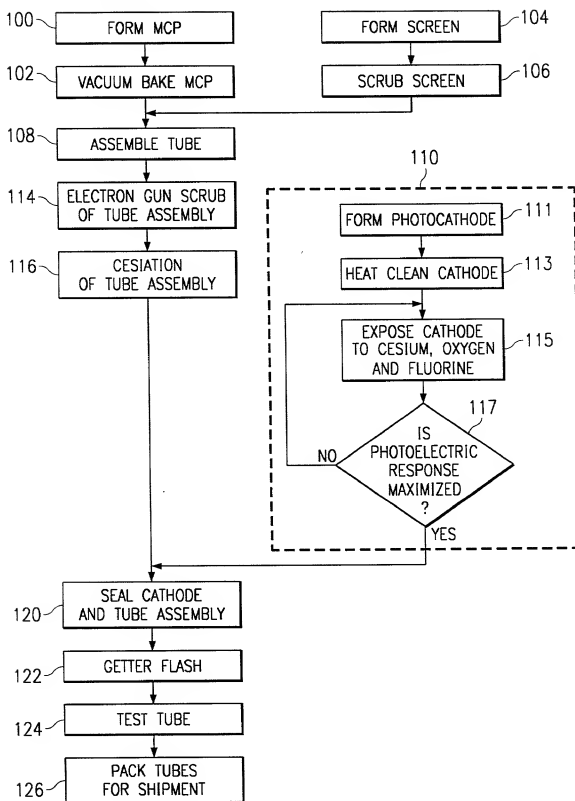 100
FORM MCP
104
FORM SCREEN
102
VACUUM BAKE MCP
106
SCRUB SCREEN
108
ASSEMBLE TUBE
114
ELECTRON GUN SCRUB
OF TUBE ASSEMBLY
116
CESIATION
OF TUBE ASSEMBLY
110
FORM PHOTOCATHODE
111
HEAT CLEAN CATHODE
113
EXPOSE CATHODE
TO CESIUM, OXYGEN
AND FLUORINE
115
117
IS
PHOTOELECTRIC
RESPONSE
MAXIMIZED
?
NO
YES
120
SEAL CATHODE
AND TUBE ASSEMBLY
122
GETTER FLASH
124
TEST TUBE
126
PACK TUBES
FOR SHIPMENT